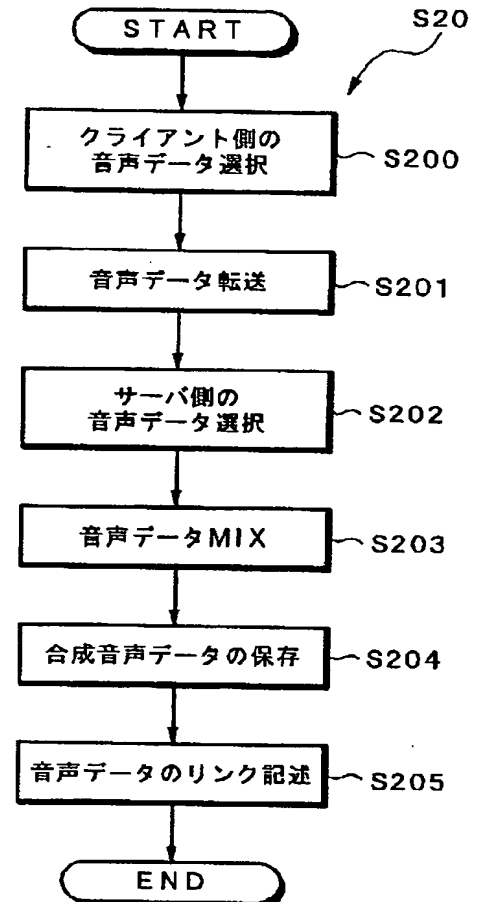 START
S20
クライアント側の
音声データ選択
S200
音声データ転送
S201
サーバ側の
音声データ選択
S202
音声データMIX
S203
合成音声データの保存
S204
音声データのリンク記述
S205
END